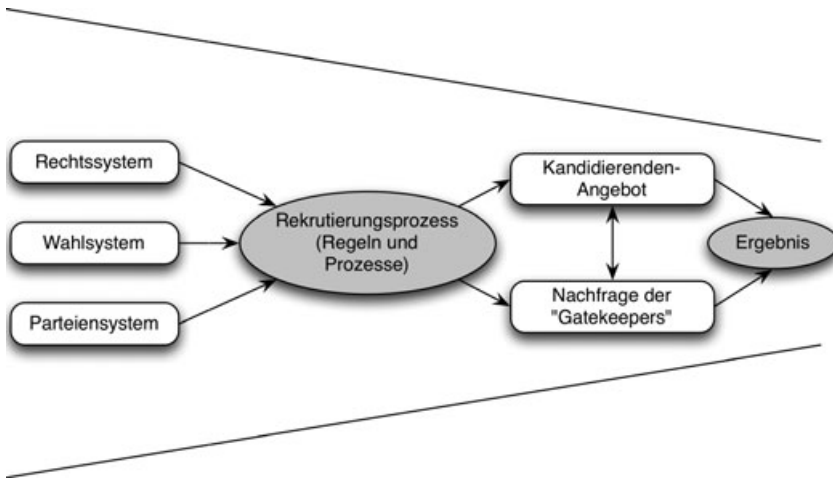 Rechtssystem
Wahlsystem
Parteiensystem
Rekrutierungsprozess
(Regeln und
Prozesse)
Kandidierenden-
Angebot
Nachfrage der
"Gatekeepers"
Ergebnis